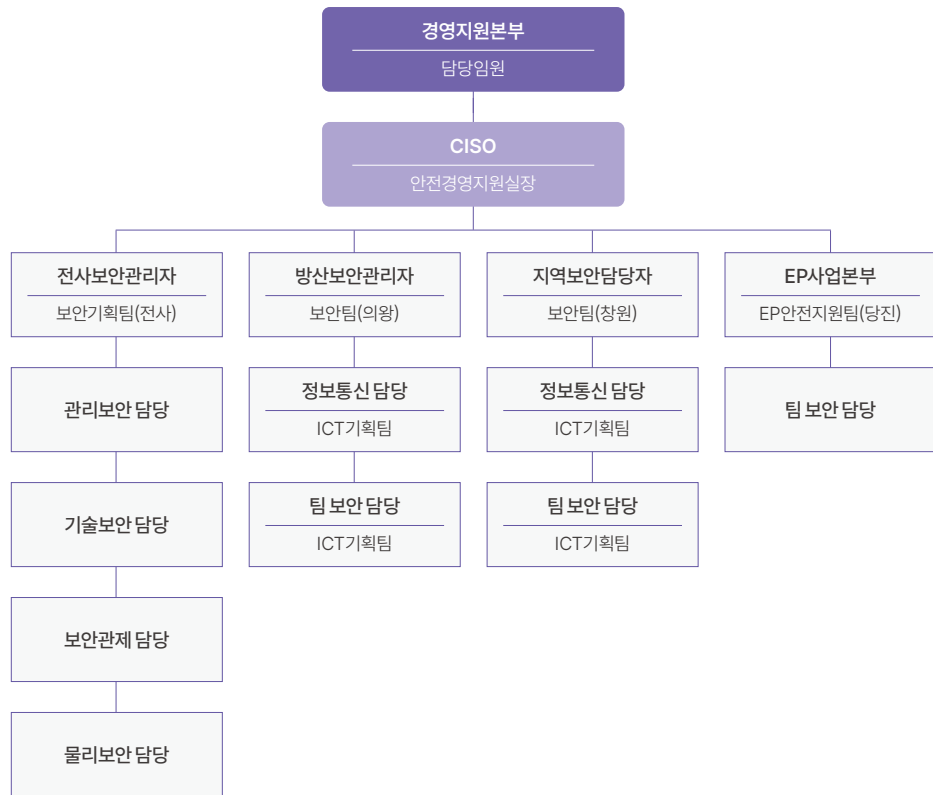 경영지원본부
담당임원
CISO
안전경영지원실장
전사보안관리자
보안기획팀(전사)
방산보안관리자
보안팀(의왕)
지역보안담당자
보안팀(창원)
EP사업본부
EP안전지원팀(당진)
관리보안 담당
정보통신 담당
ICT기획팀
정보통신 담당
ICT기획팀
팀 보안 담당
기술보안 담당
팀 보안 담당
ICT기획팀
팀 보안 담당
ICT기획팀
보안관제 담당
물리보안 담당